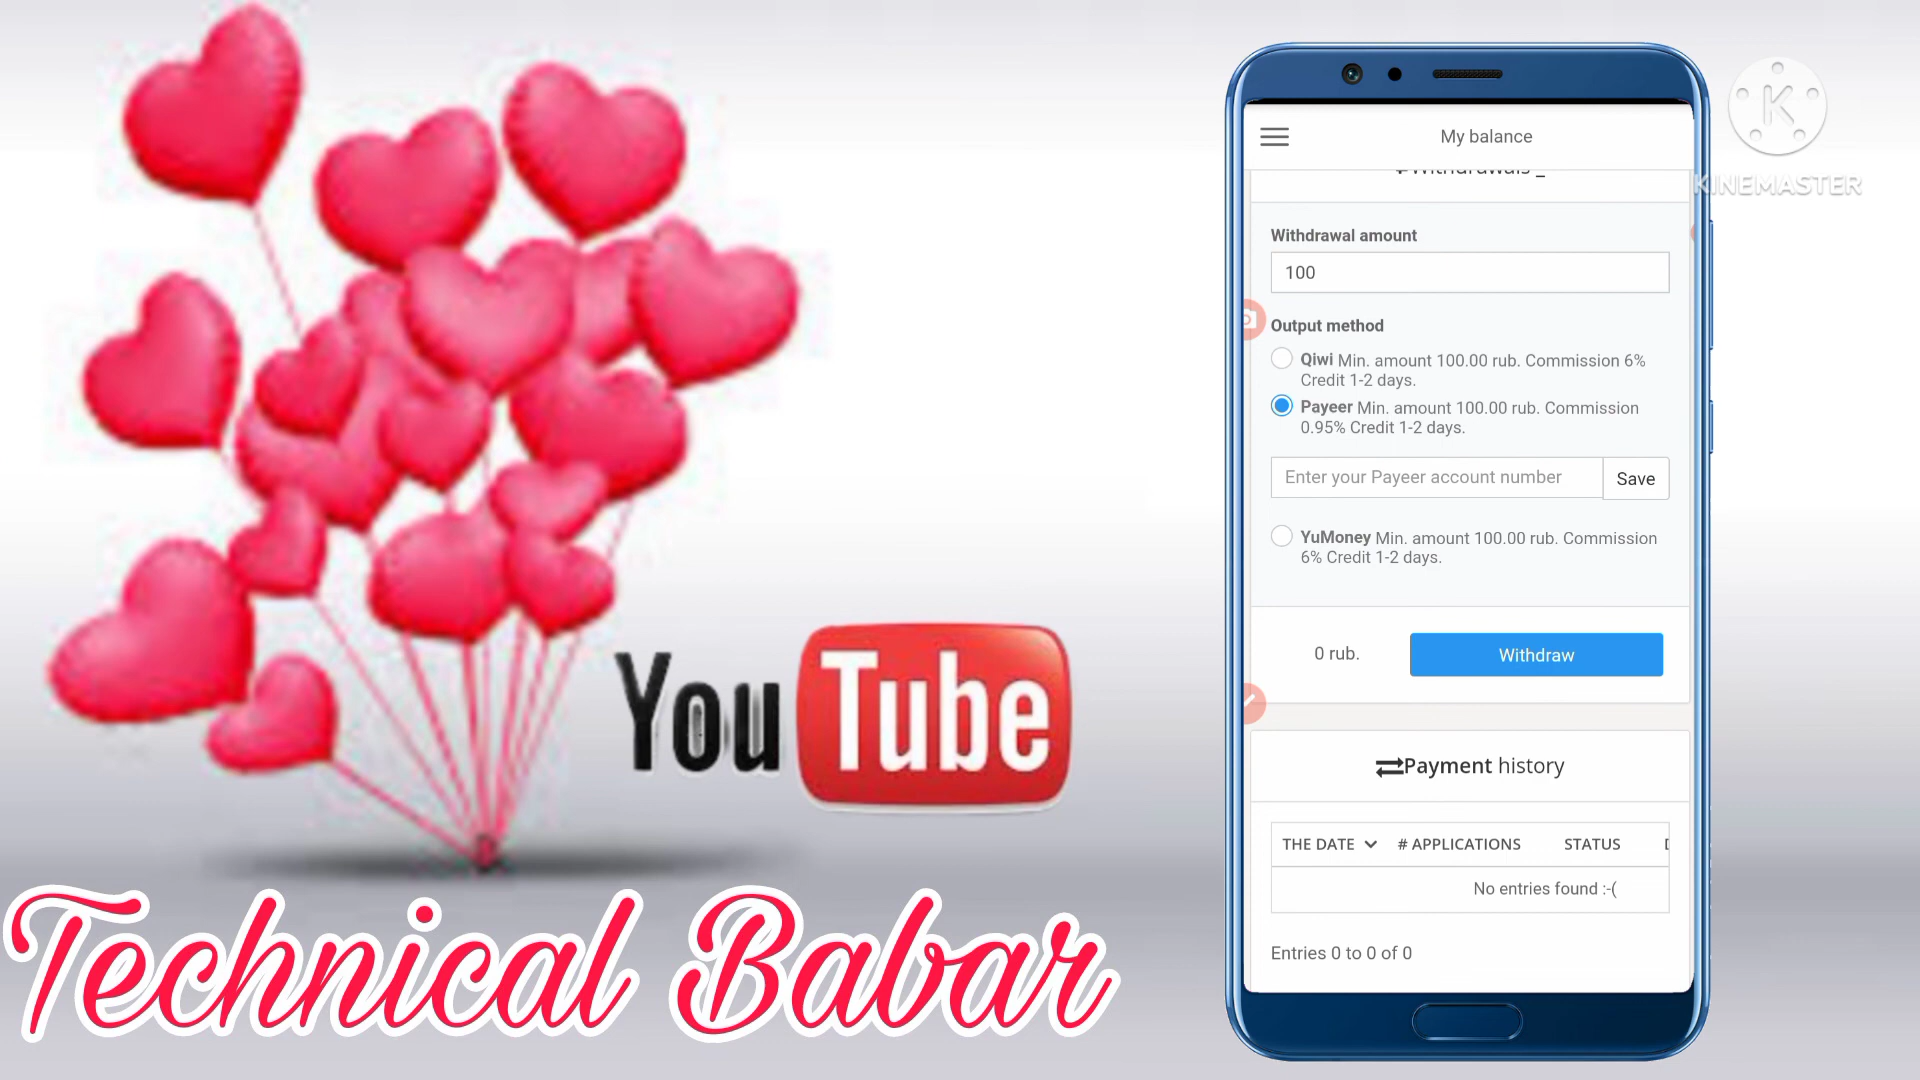 My balance
Withdrawals _
KINEMASTER
Withdrawal amount
100
Output method
Qiwi Min. amount 100.00 rub. Commission 6%
Credit 1-2 days.
Payeer Min. amount 100.00 rub. Commission
0.95% Credit 1-2 days.
Enter your Payeer account number
Save
YuMoney Min. amount 100.00 rub. Commission
6% Credit 1-2 days.
0 rub.
Withdraw
Payment history
THE DATE # APPLICATIONS STATUS
No entries found :-(
Entries 0 to 0 of 0
YouTube
Technical Babar